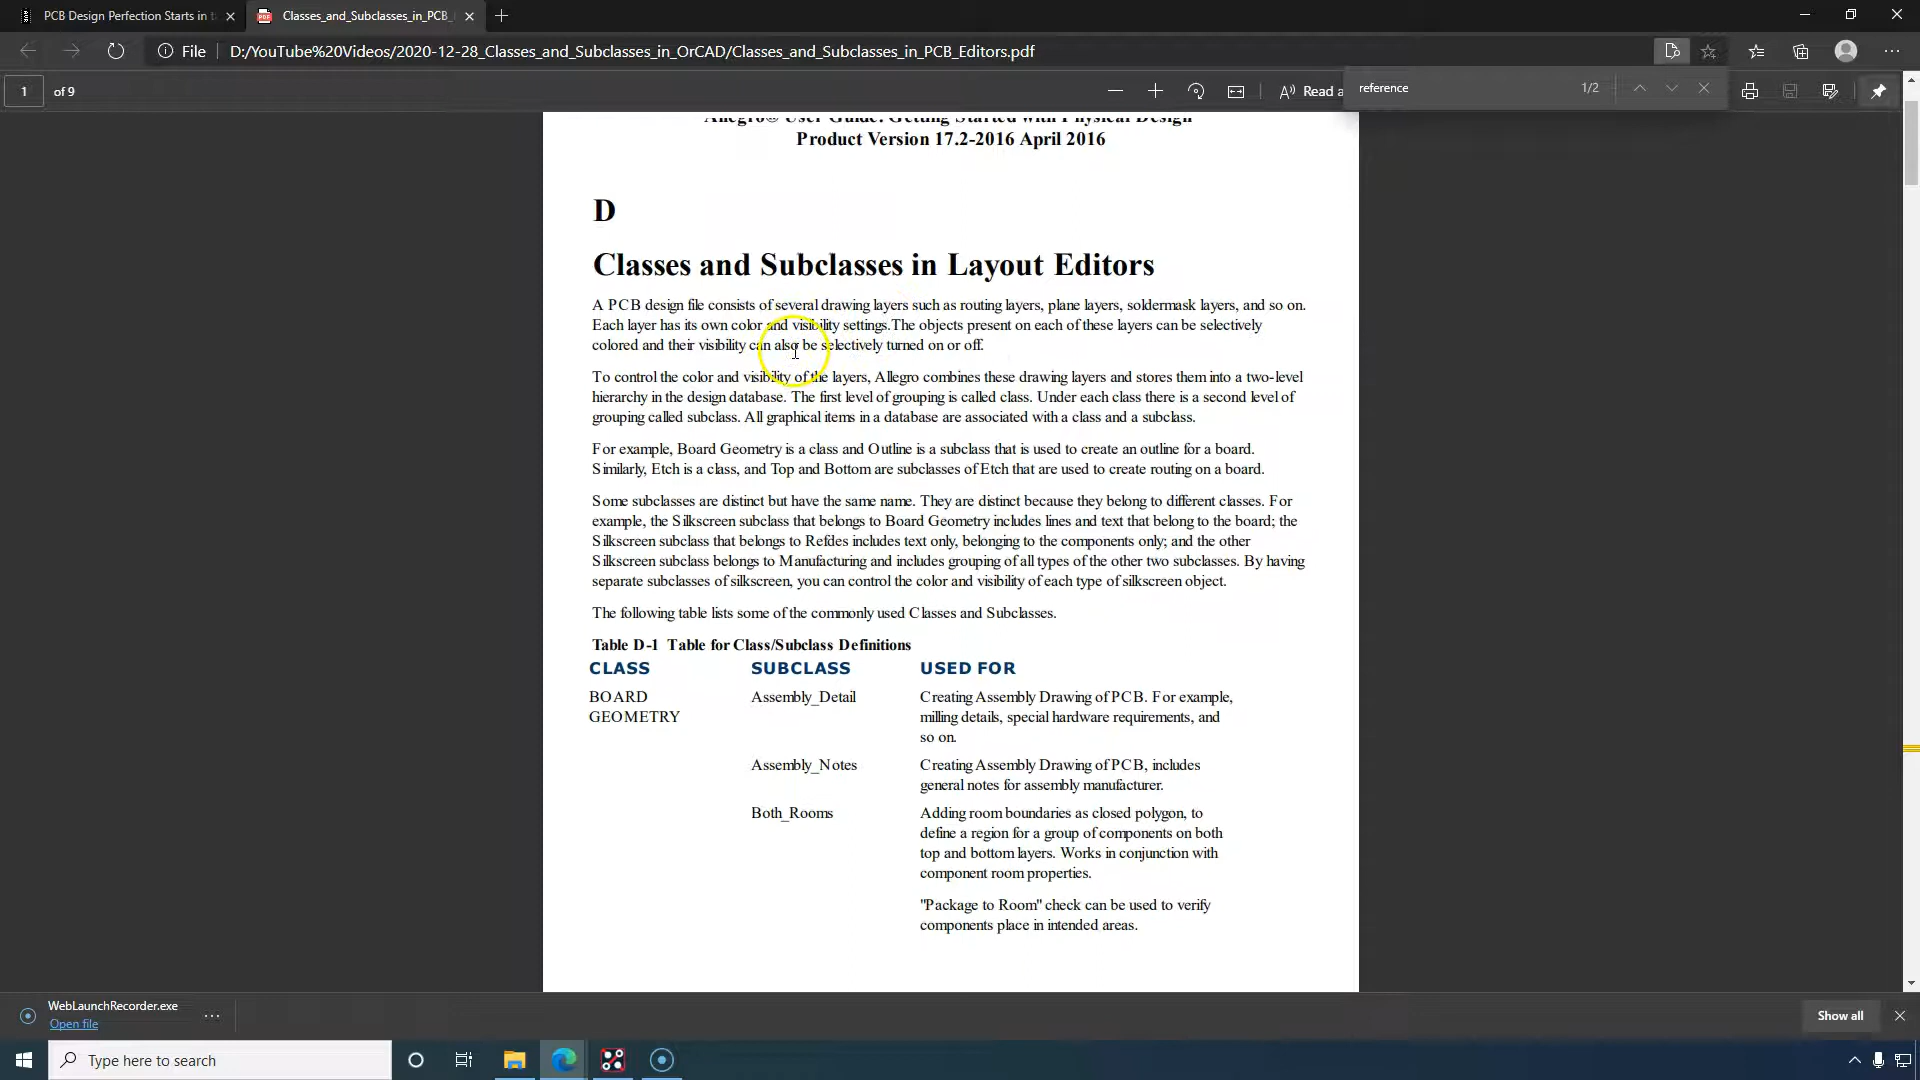 PCB Design Perfection Starts in t
Classes_and_Subclasses_in_PCB_
File
D:/YouTube%20Videos/2020-12-28_Classes_and_Subclasses_in_OrCAD/Classes_and_Subclasses_in_PCB_Editors.pdf
1 of 9
Read a
reference
1/2
Allegro® User Guide: Getting Started with Physical Design
Product Version 17.2-2016 April 2016
D
Classes and Subclasses in Layout Editors
A PCB design file consists of several drawing layers such as routing layers, plane layers, soldermask layers, and so on.
Each layer has its own color and visibility settings.The objects present on each of these layers can be selectively
colored and their visibility can also be selectively turned on or off.
To control the color and visibility of the layers, Allegro combines these drawing layers and stores them into a two-level
hierarchy in the design database. The first level of grouping is called class. Under each class there is a second level of
grouping called subclass. All graphical items in a database are associated with a class and a subclass.
For example, Board Geometry is a class and Outline is a subclass that is used to create an outline for a board.
Similarly, Etch is a class, and Top and Bottom are subclasses of Etch that are used to create routing on a board.
Some subclasses are distinct but have the same name. They are distinct because they belong to different classes. For
example, the Silkscreen subclass that belongs to Board Geometry includes lines and text that belong to the board; the
Silkscreen subclass that belongs to Refdes includes text only, belonging to the components only; and the other
Silkscreen subclass belongs to Manufacturing and includes grouping of all types of the other two subclasses. By having
separate subclasses of silkscreen, you can control the color and visibility of each type of silkscreen object.
The following table lists some of the commonly used Classes and Subclasses.
Table D-1 Table for Class/Subclass Definitions
CLASS SUBCLASS USED FOR
BOARD Assembly_Detail Creating Assembly Drawing of PCB. For example,
GEOMETRY milling details, special hardware requirements, and
so on.
Assembly_Notes Creating Assembly Drawing of PCB, includes
general notes for assembly manufacturer.
Both_Rooms Adding room boundaries as closed polygon, to
define a region for a group of components on both
top and bottom layers. Works in conjunction with
component room properties.
"Package to Room" check can be used to verify
components place in intended areas.
WebLaunchRecorder.exe
Open file
Show all
Type here to search